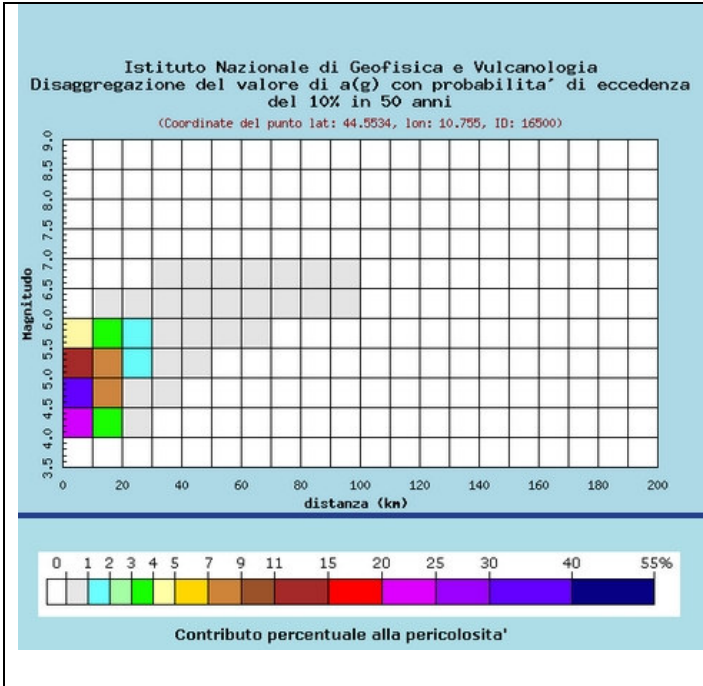 Istituto Nazionale di Geofisica e Vulcanologia
Disaggregazione del valore di a(g) con probabilita´ di eccedenza
del 10% in 50 anni
(Coordinate del punto lat: 44.5534, lon: 10.755, ID: 16500)
Magnitudo
9.0
8.5
8.0
7.5
7.0
6.5
6.0
5.5
5.0
4.5
4.0
3.5
0 20 40 60 80 100 120 140 160 180 200
distanza (km)
0 1 2 3 4 5 7 9 11 15 20 25 30 40 55%
Contributo percentuale alla pericolosita'